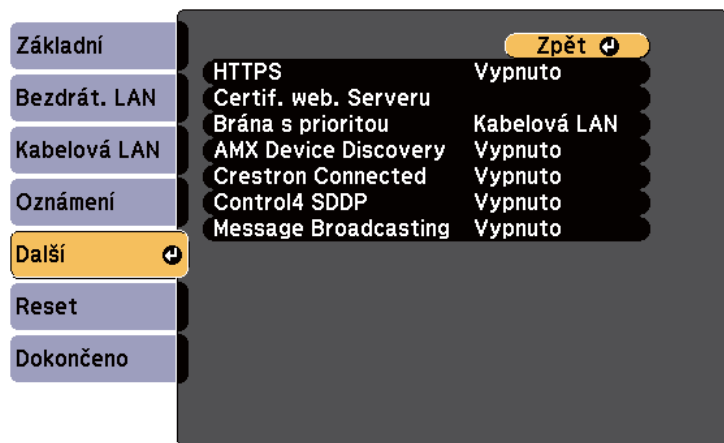 Základní
Bezdrát. LAN
Kabelová LAN
Oznámení
Další
Reset
Dokončeno
Zpět
HTTPS Vypnuto
Certif. web. Serveru
Brána s prioritou Kabelová LAN
AMX Device Discovery Vypnuto
Crestron Connected Vypnuto
Control4 SDDP Vypnuto
Message Broadcasting Vypnuto